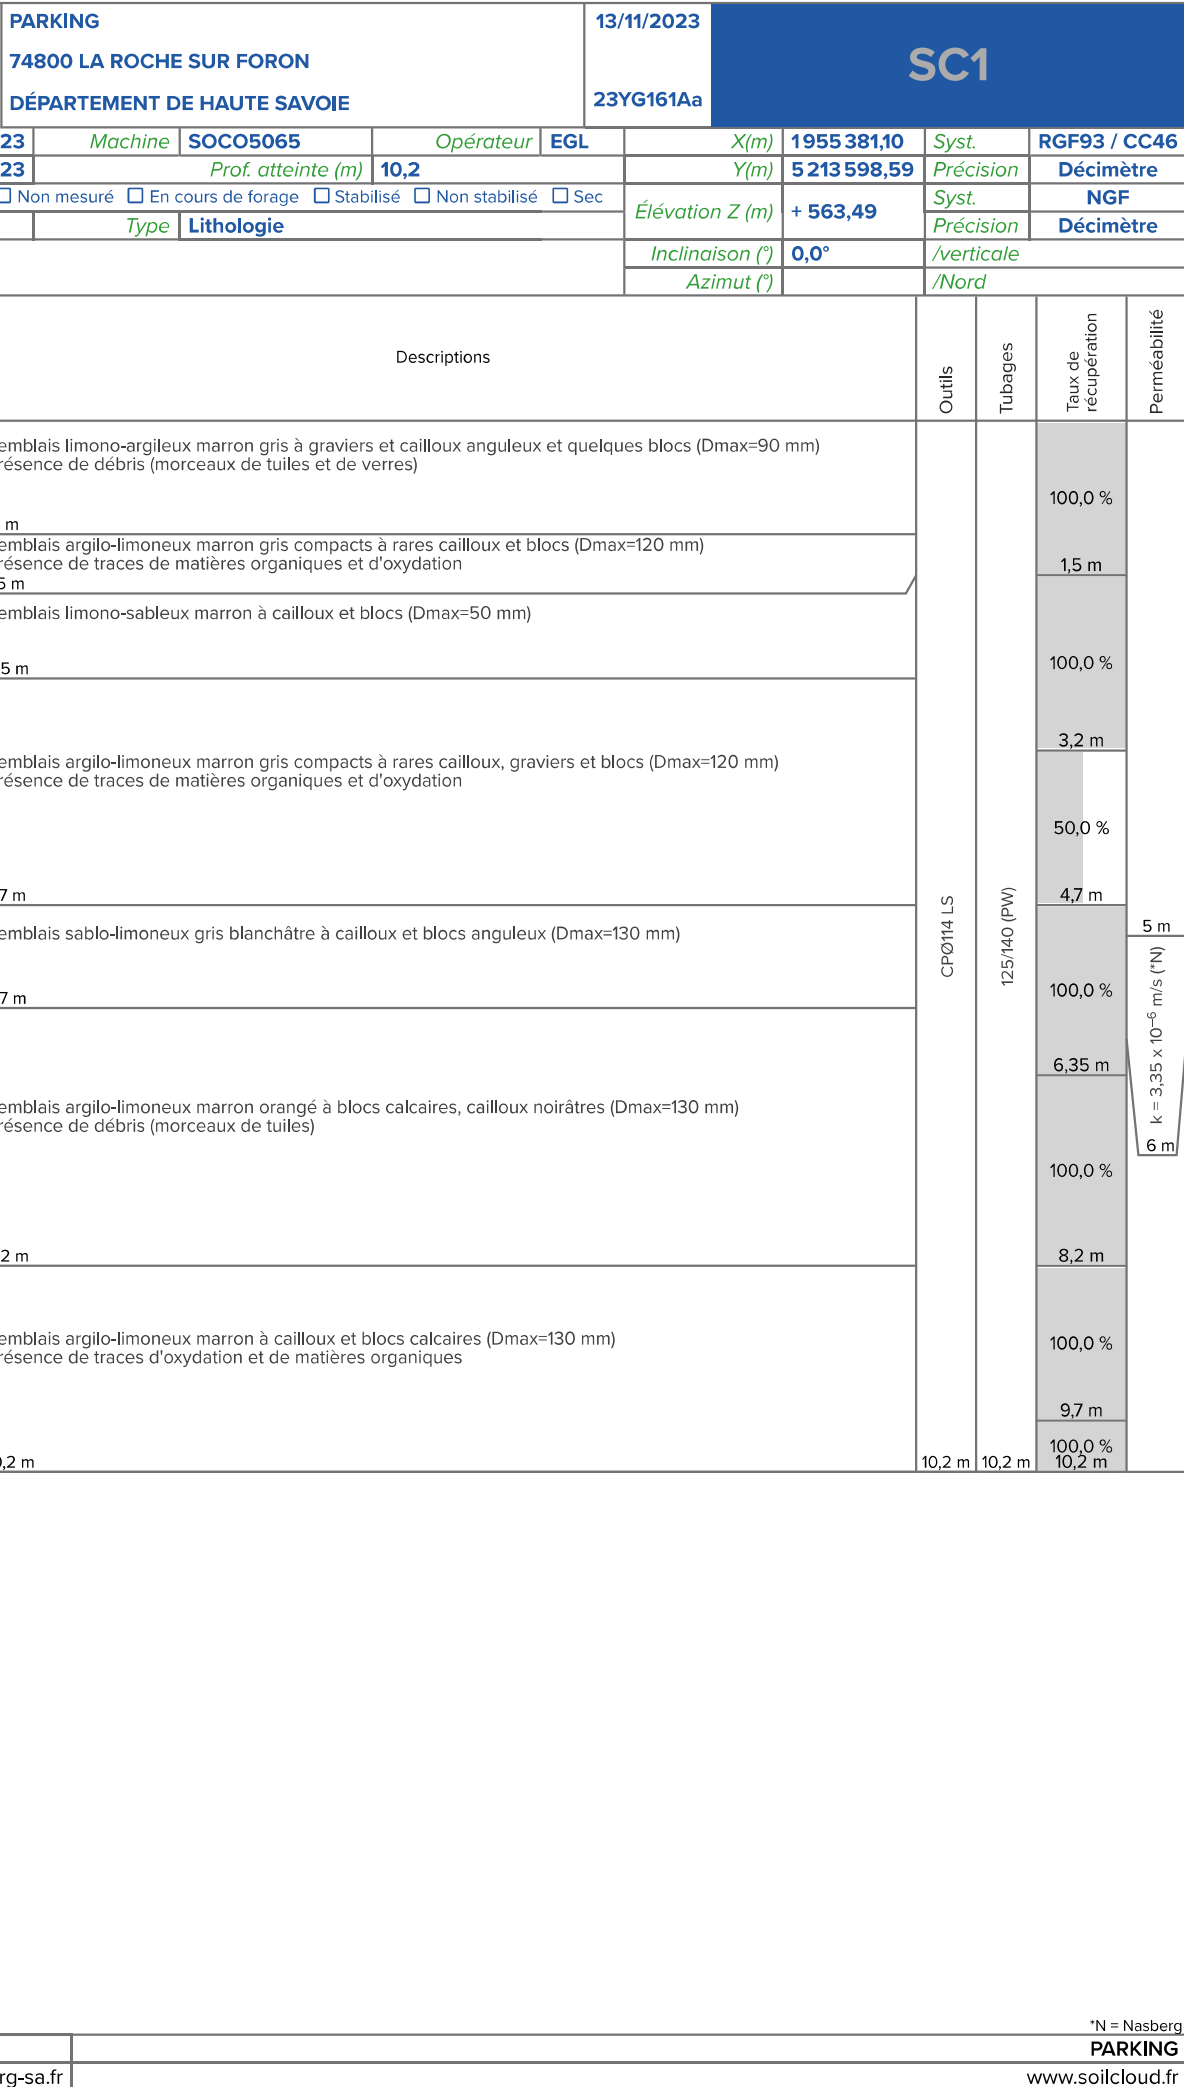 PARKING
13/11/2023
SC1
74800 LA ROCHE SUR FORON
DÉPARTEMENT DE HAUTE SAVOIE
23YG161Aa
23 Machine SOCO5065 Opérateur EGL X(m) 1 955 381,10 Syst. RGF93 / CC46
23 Prof. atteinte (m) 10,2 Y(m) 5 213 598,59 Précision Décimètre
Non mesuré En cours de forage Stabilisé Non stabilisé Sec Élévation Z (m) + 563,49 Syst. NGF
Type Lithologie Précision Décimètre
Inclinaison (°) 0,0° /verticale
Azimut (°) /Nord
Descriptions
Outils
Tubages
Taux de
récupération
Perméabilité
emblais limono-argileux marron gris à graviers et cailloux anguleux et quelques blocs (Dmax=90 mm)
résence de débris (morceaux de tuiles et de verres)
m
emblais argilo-limoneux marron gris compacts à rares cailloux et blocs (Dmax=120 mm)
résence de traces de matières organiques et d'oxydation
5 m
emblais limono-sableux marron à cailloux et blocs (Dmax=50 mm)
5 m
emblais argilo-limoneux marron gris compacts à rares cailloux, graviers et blocs (Dmax=120 mm)
résence de traces de matières organiques et d'oxydation
7 m
emblais sablo-limoneux gris blanchâtre à cailloux et blocs anguleux (Dmax=130 mm)
7 m
emblais argilo-limoneux marron orangé à blocs calcaires, cailloux noirâtres (Dmax=130 mm)
résence de débris (morceaux de tuiles)
2 m
emblais argilo-limoneux marron à cailloux et blocs calcaires (Dmax=130 mm)
résence de traces d'oxydation et de matières organiques
0,2 m
CPØ114 LS
10,2 m
125/140 (PW)
10,2 m
100,0 %
1,5 m
100,0 %
3,2 m
50,0 %
4,7 m
100,0 %
6,35 m
100,0 %
8,2 m
100,0 %
9,7 m
100,0 %
10,2 m
5 m
k = 3,35 x 10⁻⁶ m/s (*N)
6 m
*N = Nasberg
PARKING
rg-sa.fr
www.soilcloud.fr